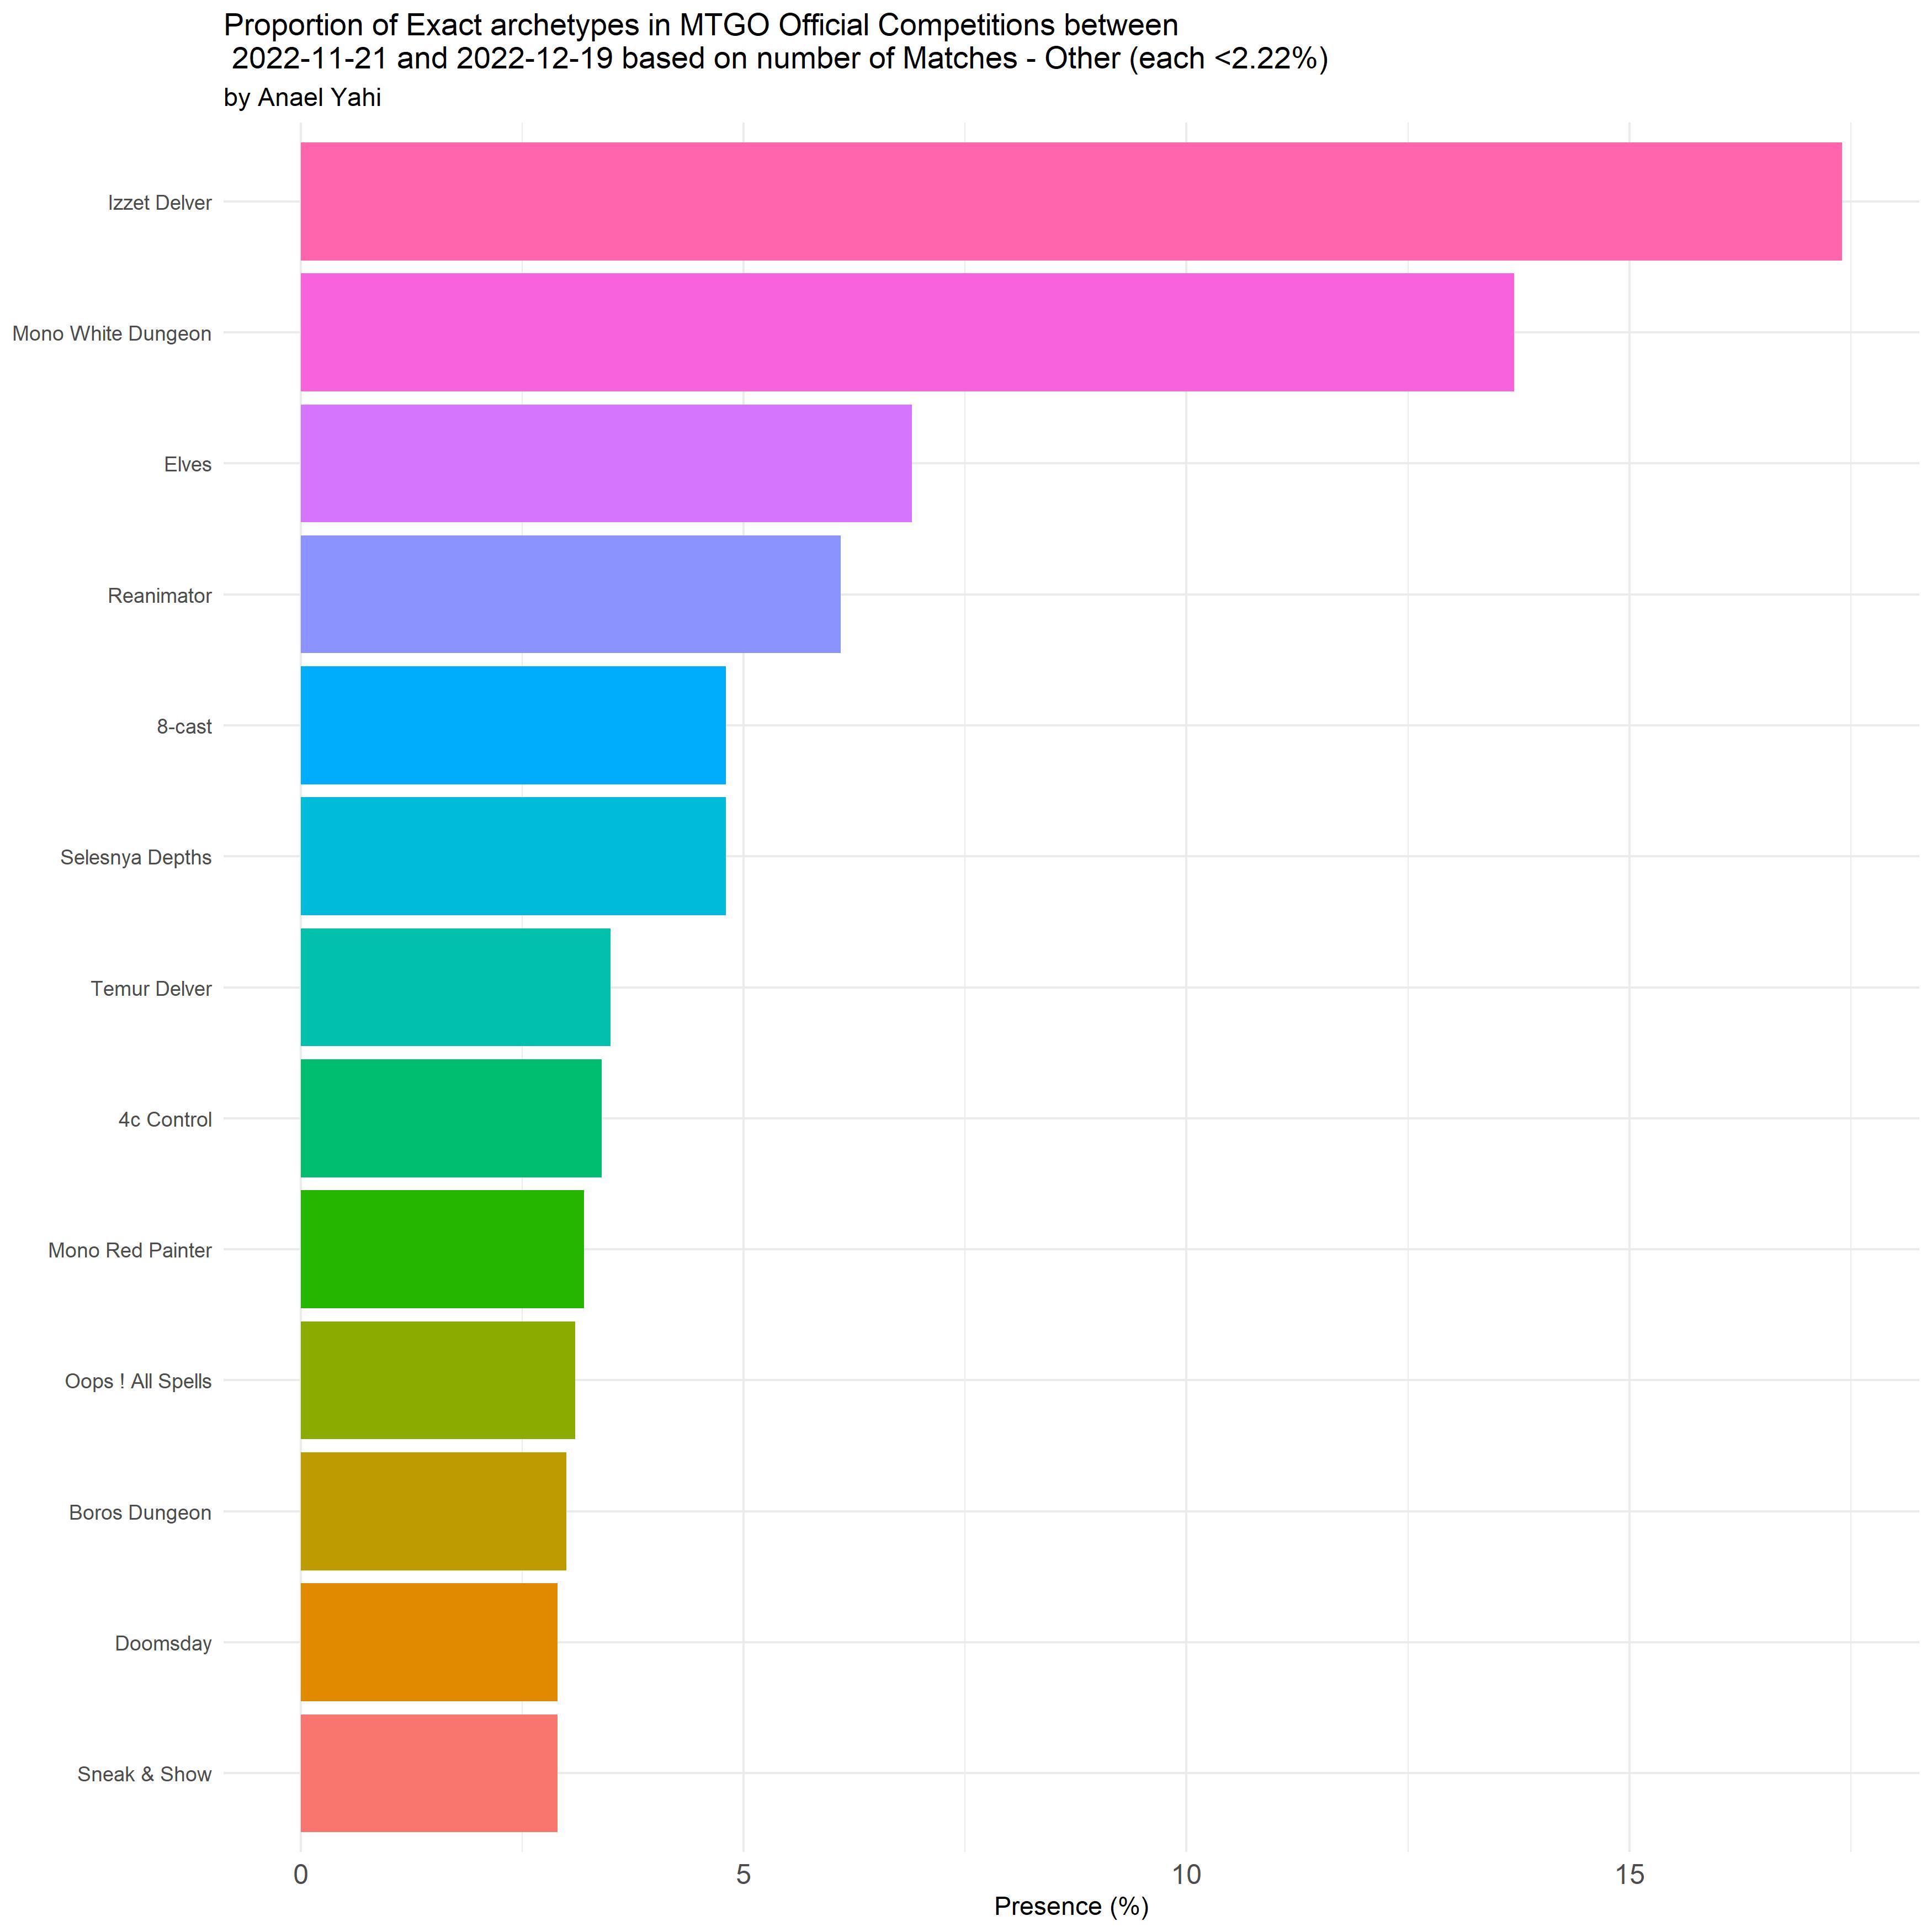 Proportion of Exact archetypes in MTGO Official Competitions between
2022-11-21 and 2022-12-19 based on number of Matches - Other (each <2.22%)
by Anael Yahi
Izzet Delver
Mono White Dungeon
Elves
Reanimator
8-cast
Selesnya Depths
Temur Delver
4c Control
Mono Red Painter
Oops ! All Spells
Boros Dungeon
Doomsday
Sneak & Show
0 5 10 15
Presence (%)